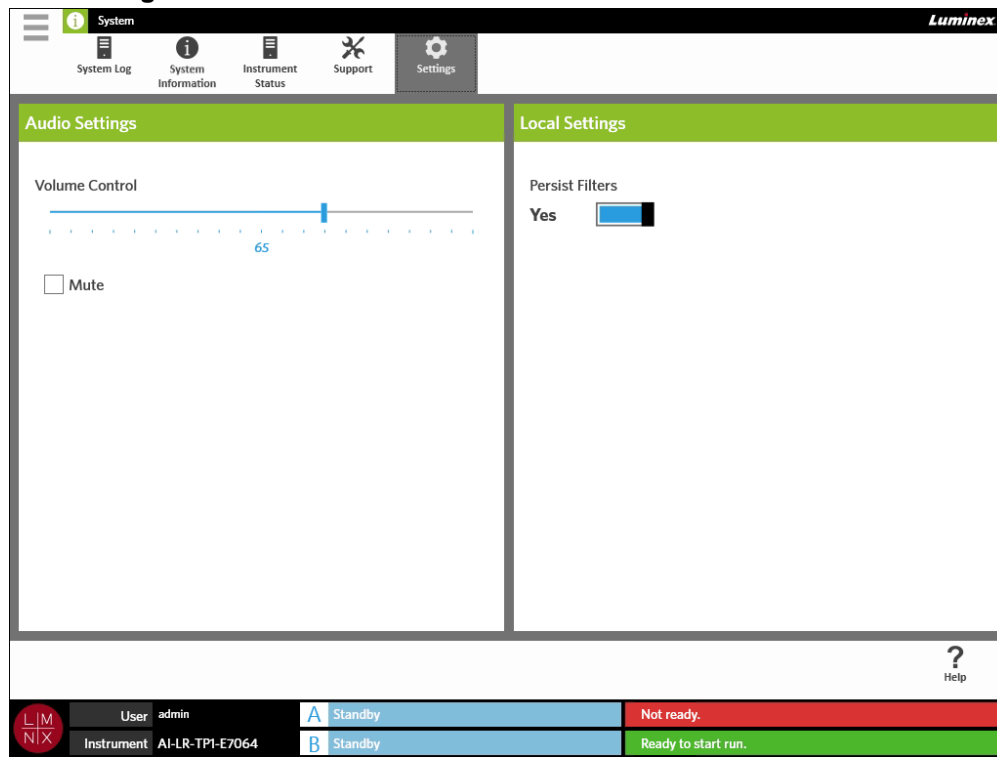 System
Luminex
System Log
System
Information
Instrument
Status
Support
Settings
Audio Settings
Local Settings
Volume Control
65
Mute
Persist Filters
Yes
?
Help
L M
N X
User admin
A Standby
Not ready.
Instrument AI-LR-TP1-E7064
B Standby
Ready to start run.